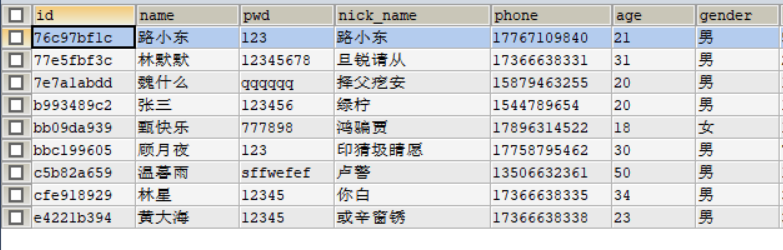 id name pwd nick_name phone age gender
76c97bf1c 路小东 123 路小东 17767109840 21 男
77e5fbf3c 林默默 12345678 旦锐请从 17366638331 31 男
7e7a1abdd 魏什么 qqqqqq 择父疙安 15879463255 20 男
b993489c2 张三 123456 绿柠 1544789654 20 男
bb09da939 甄快乐 777898 鸿骗贾 17896314522 18 女
bbc199605 顾月夜 123 印猜圾睛愿 17758795462 30 男
c5b82a659 温暮雨 sffwefef 卢警 13506632361 50 男
cfe918929 林星 12345 你白 17366638335 34 男
e4221b394 黄大海 12345 或辛窗锈 17366638338 23 男